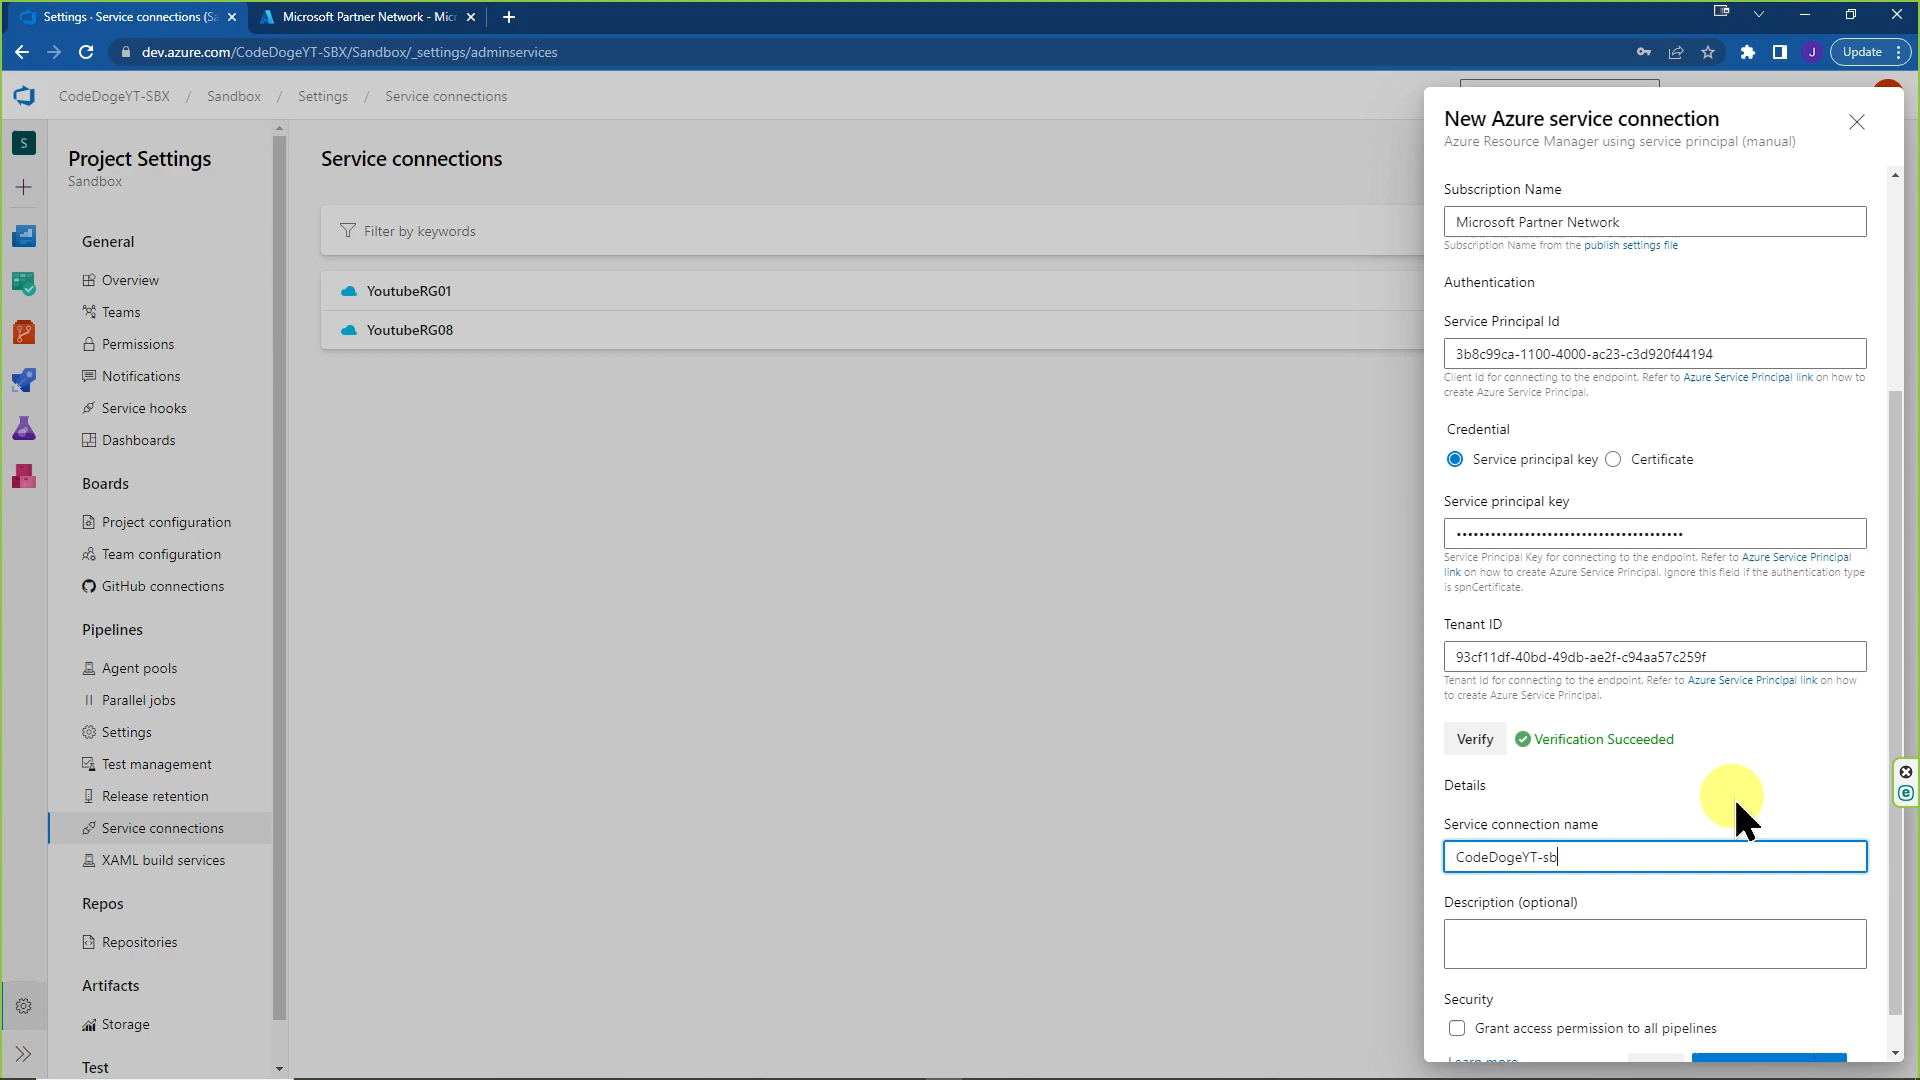 Settings · Service connections (Sa
Microsoft Partner Network - Micr
dev.azure.com/CodeDogeYT-SBX/Sandbox/_settings/adminservices
J
Update
CodeDogeYT-SBX / Sandbox / Settings / Service connections
S
Project Settings
Sandbox
General
Overview
Teams
Permissions
Notifications
Service hooks
Dashboards
Boards
Project configuration
Team configuration
GitHub connections
Pipelines
Agent pools
Parallel jobs
Settings
Test management
Release retention
Service connections
XAML build services
Repos
Repositories
Artifacts
Storage
Test
Service connections
Filter by keywords
YoutubeRG01
YoutubeRG08
New Azure service connection
Azure Resource Manager using service principal (manual)
Subscription Name
Microsoft Partner Network
Subscription Name from the publish settings file
Authentication
Service Principal Id
3b8c99ca-1100-4000-ac23-c3d920f44194
Client Id for connecting to the endpoint. Refer to Azure Service Principal link on how to
create Azure Service Principal.
Credential
Service principal key
Certificate
Service principal key
Service Principal Key for connecting to the endpoint. Refer to Azure Service Principal
link on how to create Azure Service Principal. Ignore this field if the authentication type
is spnCertificate.
Tenant ID
93cf11df-40bd-49db-ae2f-c94aa57c259f
Tenant Id for connecting to the endpoint. Refer to Azure Service Principal link on how
to create Azure Service Principal.
Verify
Verification Succeeded
Details
Service connection name
CodeDogeYT-sb
Description (optional)
Security
Grant access permission to all pipelines
Learn more